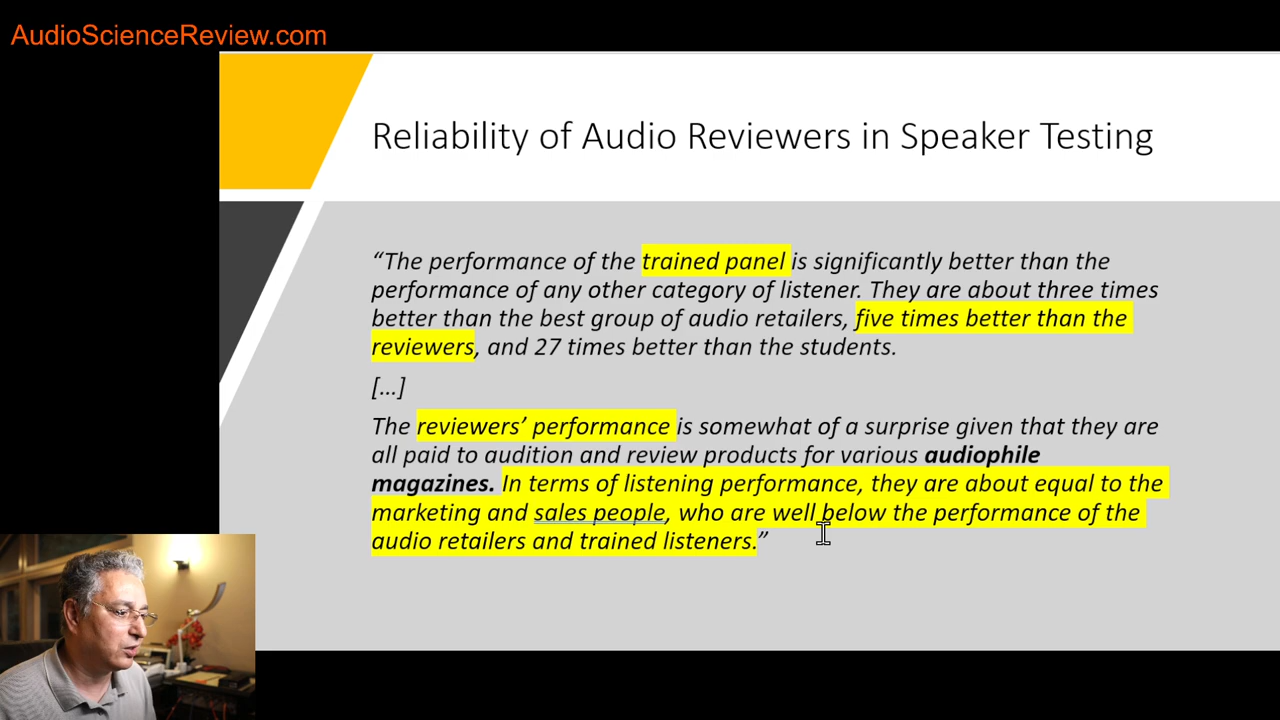 AudioScienceReview.com
Reliability of Audio Reviewers in Speaker Testing
“The performance of the trained panel is significantly better than the
performance of any other category of listener. They are about three times
better than the best group of audio retailers, five times better than the
reviewers, and 27 times better than the students.
[...]
The reviewers’ performance is somewhat of a surprise given that they are
all paid to audition and review products for various audiophile
magazines. In terms of listening performance, they are about equal to the
marketing and sales people, who are well below the performance of the
audio retailers and trained listeners.”